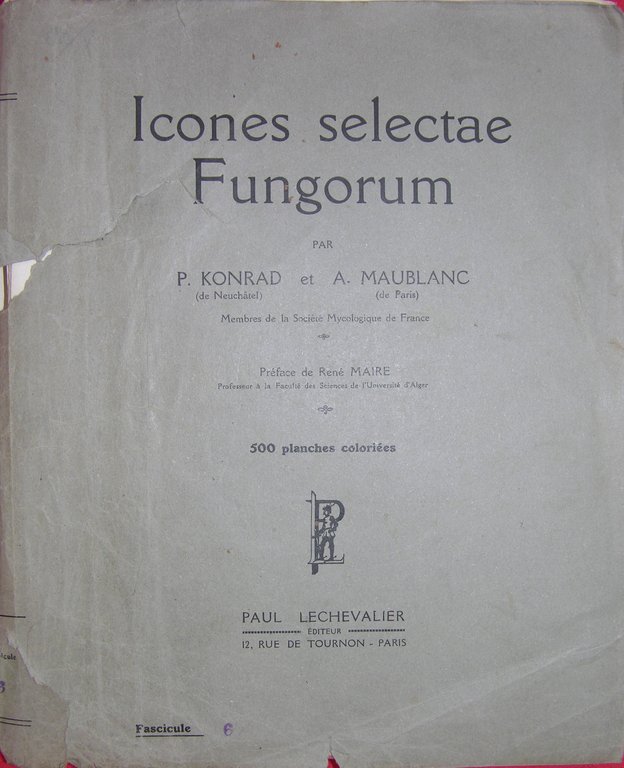 Icones selectae
Fungorum
PAR
P. KONRAD et A. MAUBLANC
(de Neuchâtel) (de Paris)
Membres de la Société Mycologique de France
Préface de René MAIRE
Professeur à la Faculté des Sciences de l'Université d'Alger
500 planches coloriées
PL
PAUL LECHEVALIER
ÉDITEUR
12, RUE DE TOURNON - PARIS
Fascicule 6